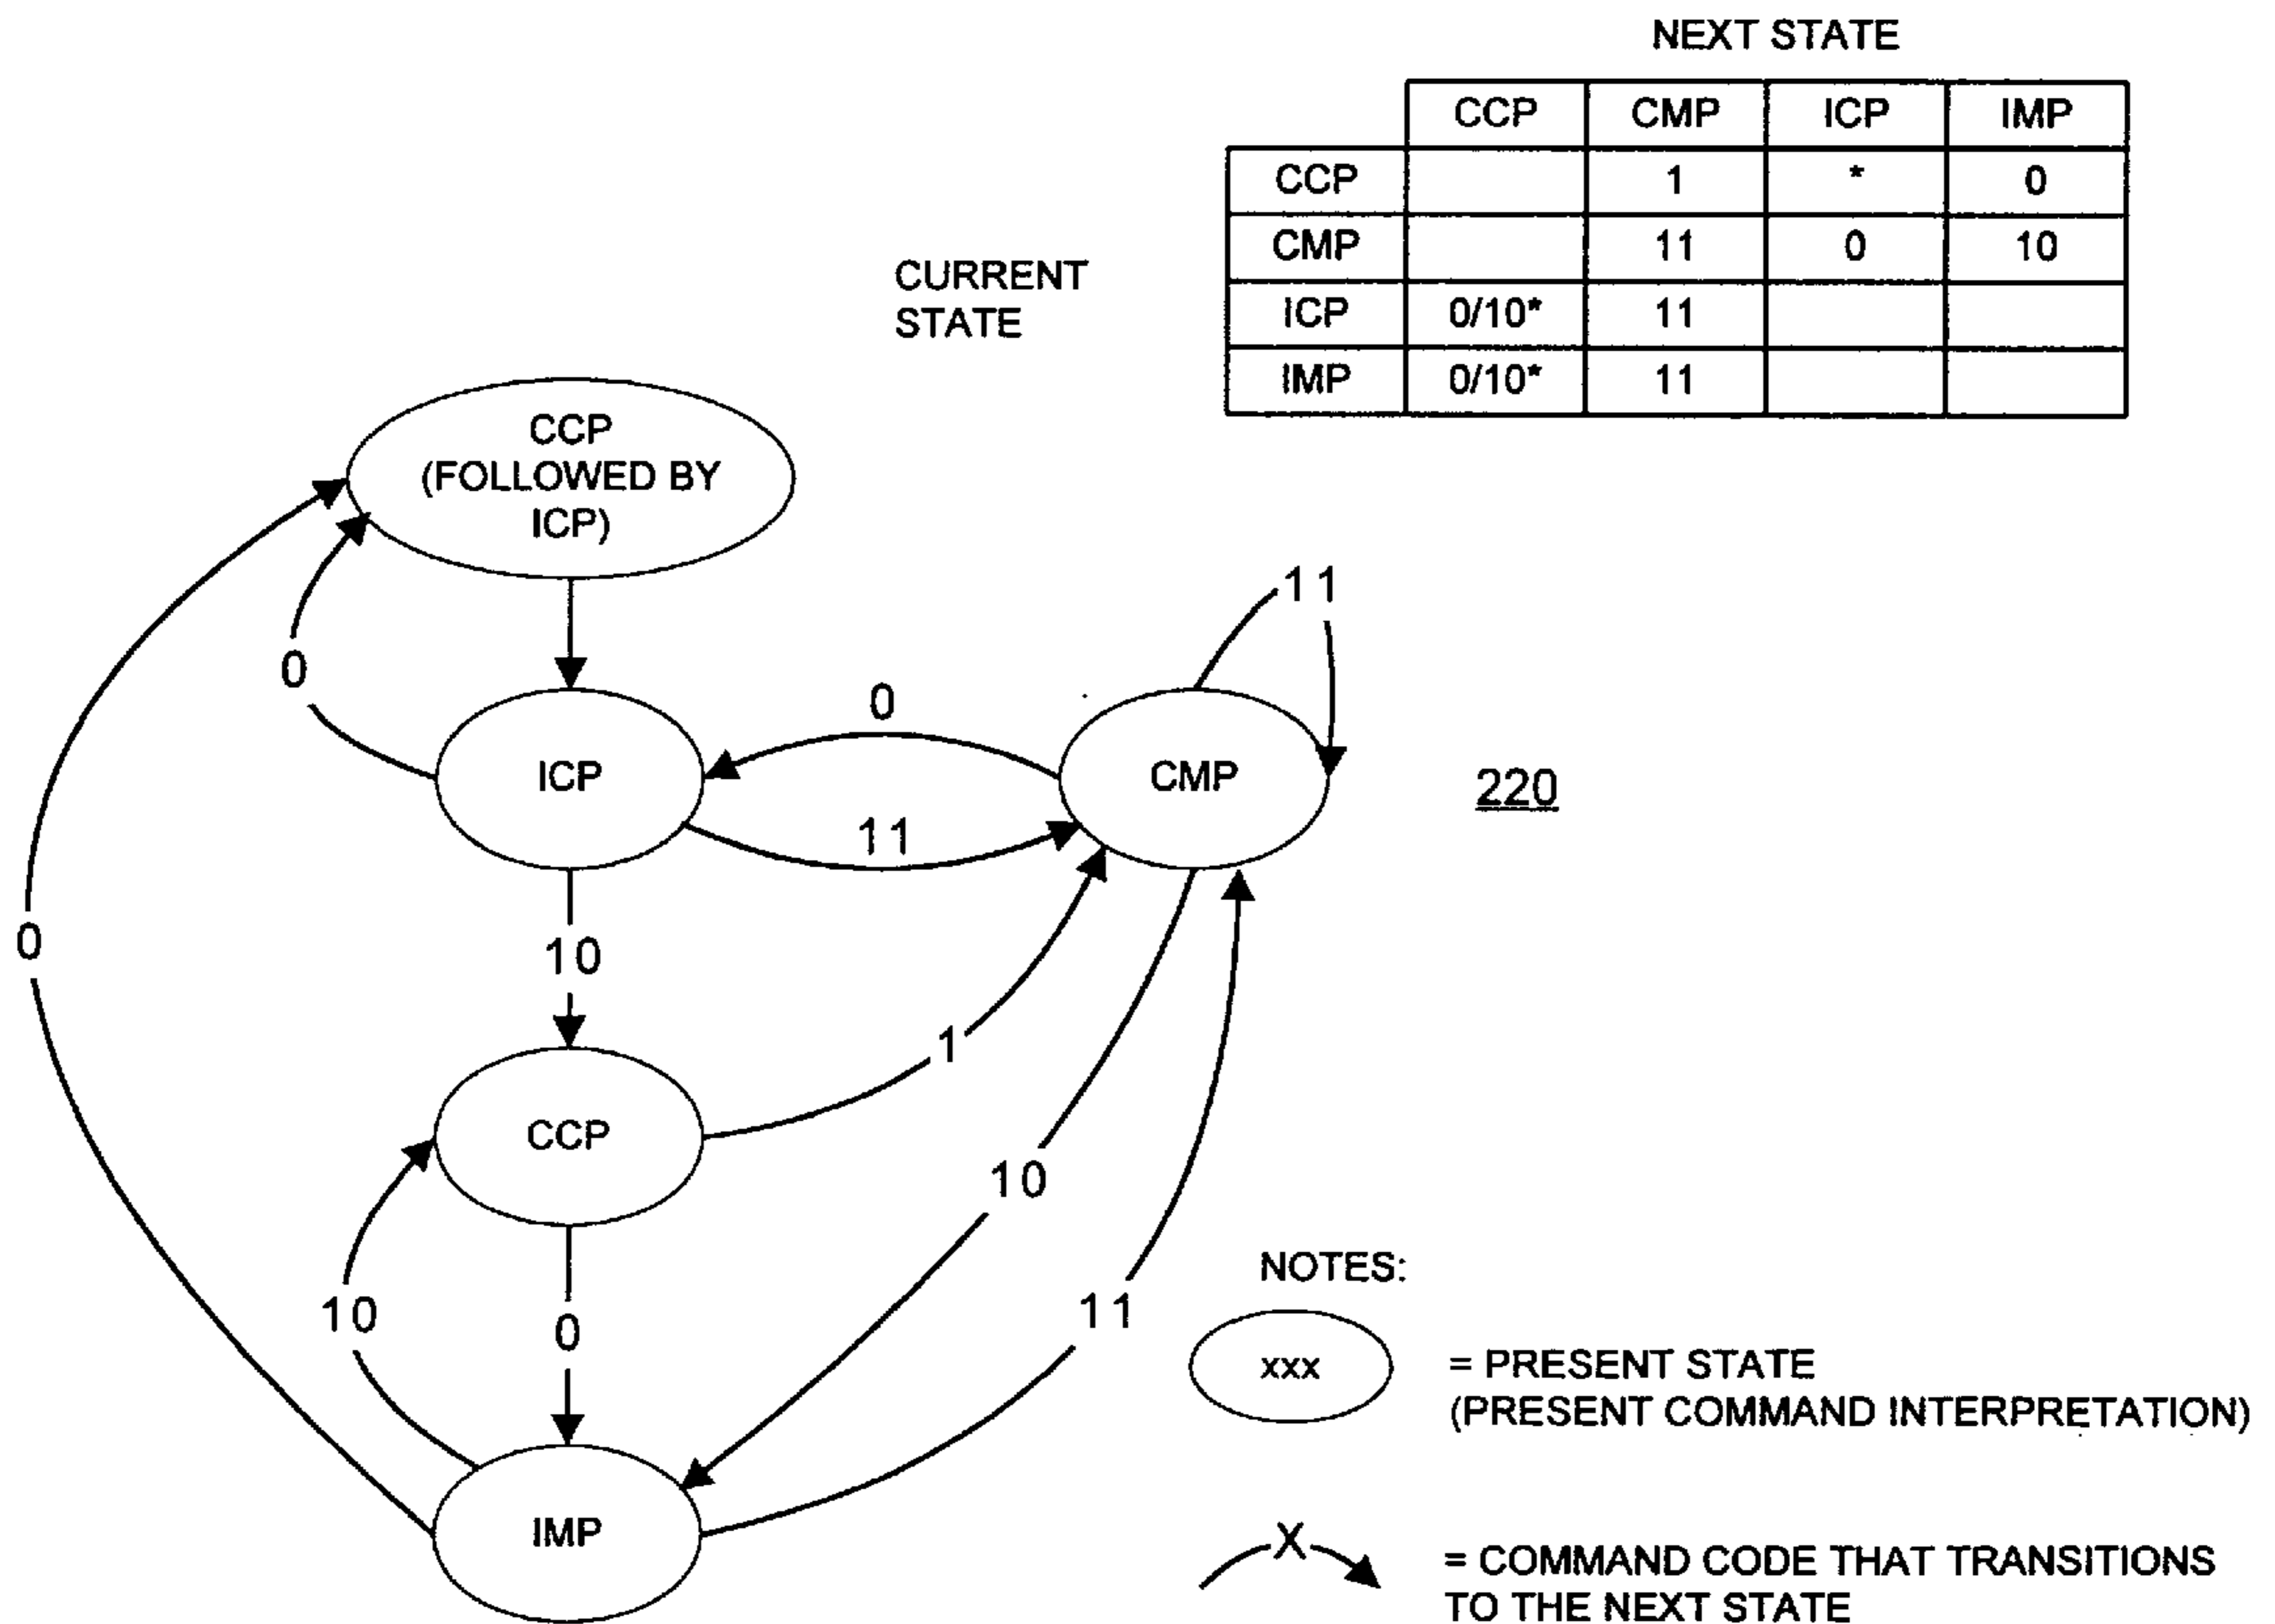 NEXT STATE
CCP CMP ICP IMP
CCP 1 * 0
CMP 11 0 10
ICP 0/10* 11
IMP 0/10* 11
CURRENT
STATE
CCP
(FOLLOWED BY
ICP)
11
0
0
ICP
CMP
220
11
0
10
1
CCP
10
NOTES:
10
0
11
xxx
= PRESENT STATE
(PRESENT COMMAND INTERPRETATION)
IMP
X
= COMMAND CODE THAT TRANSITIONS
TO THE NEXT STATE